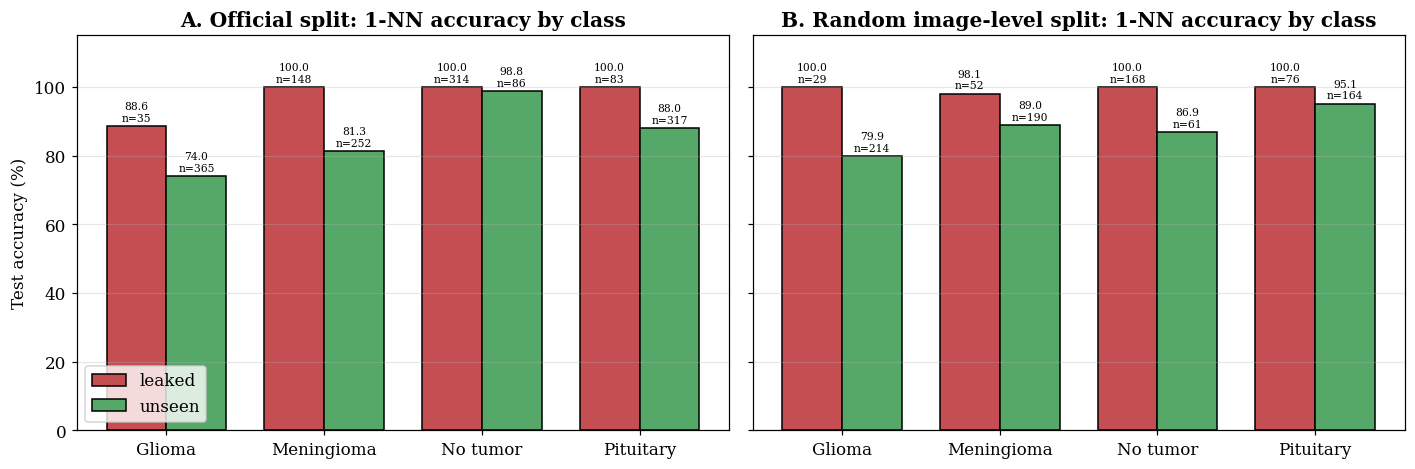 A. Official split: 1-NN accuracy by class
Test accuracy (%)
100
80
60
40
20
0
88.6
n=35
74.0
n=365
100.0
n=148
81.3
n=252
100.0
n=314
98.8
n=86
100.0
n=83
88.0
n=317
leaked
unseen
Glioma
Meningioma
No tumor
Pituitary
B. Random image-level split: 1-NN accuracy by class
100.0
n=29
79.9
n=214
98.1
n=52
89.0
n=190
100.0
n=168
86.9
n=61
100.0
n=76
95.1
n=164
Glioma
Meningioma
No tumor
Pituitary